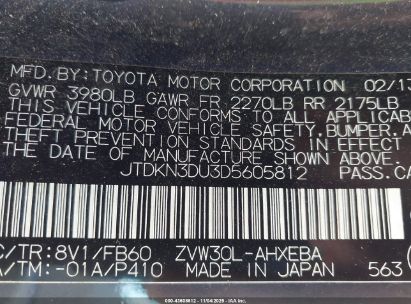 MFD.BY:TOYOTA MOTOR CORPORATION 02/13
GVWR 3980LB GAWR FR 2270LB RR 2175LB
THIS VEHICLE CONFORMS TO ALL APPLICABL
FEDERAL MOTOR VEHICLE SAFETY,BUMPER,A
THEFT PREVENTION STANDARDS IN EFFECT
THE DATE OF MANUFACTURE SHOWN ABOVE.
JTDKN3DU3D5605812 PASS.CA
C/TR:8V1/FB60 ZVW30L-AHXEBA
A/TM:-01A/P410 MADE IN JAPAN 563